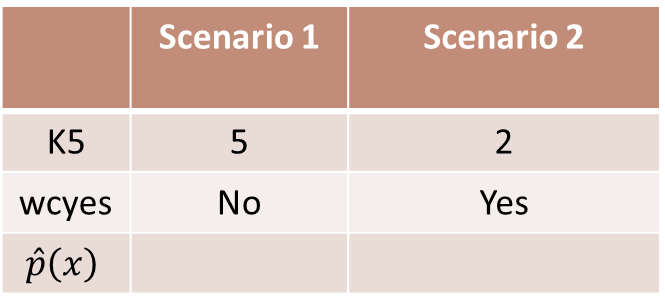 Scenario 1 Scenario 2
K5 5 2
wcyes No Yes
p̂(x)